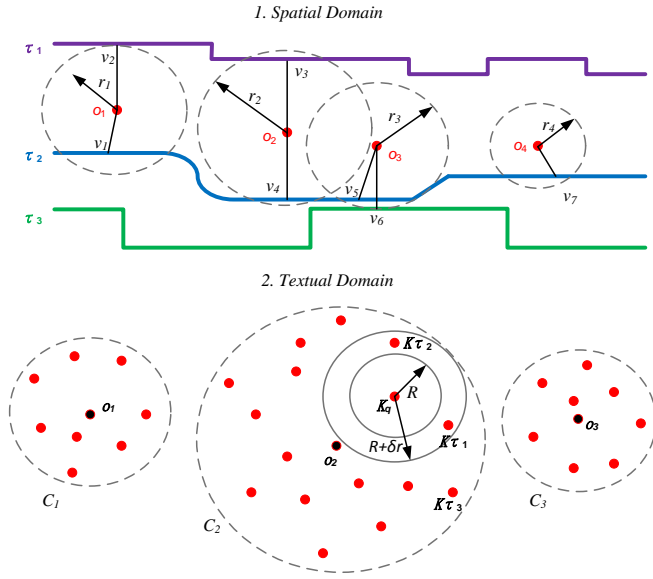 1. Spatial Domain
τ1
v2
r1
o1
v1
r2
v3
o2
v4
r3
o3
v5
v6
r4
o4
v7
τ2
τ3
2. Textual Domain
Kτ2
R
Kq
o1
Kτ1
o3
R+δr
o2
Kτ3
C1
C2
C3